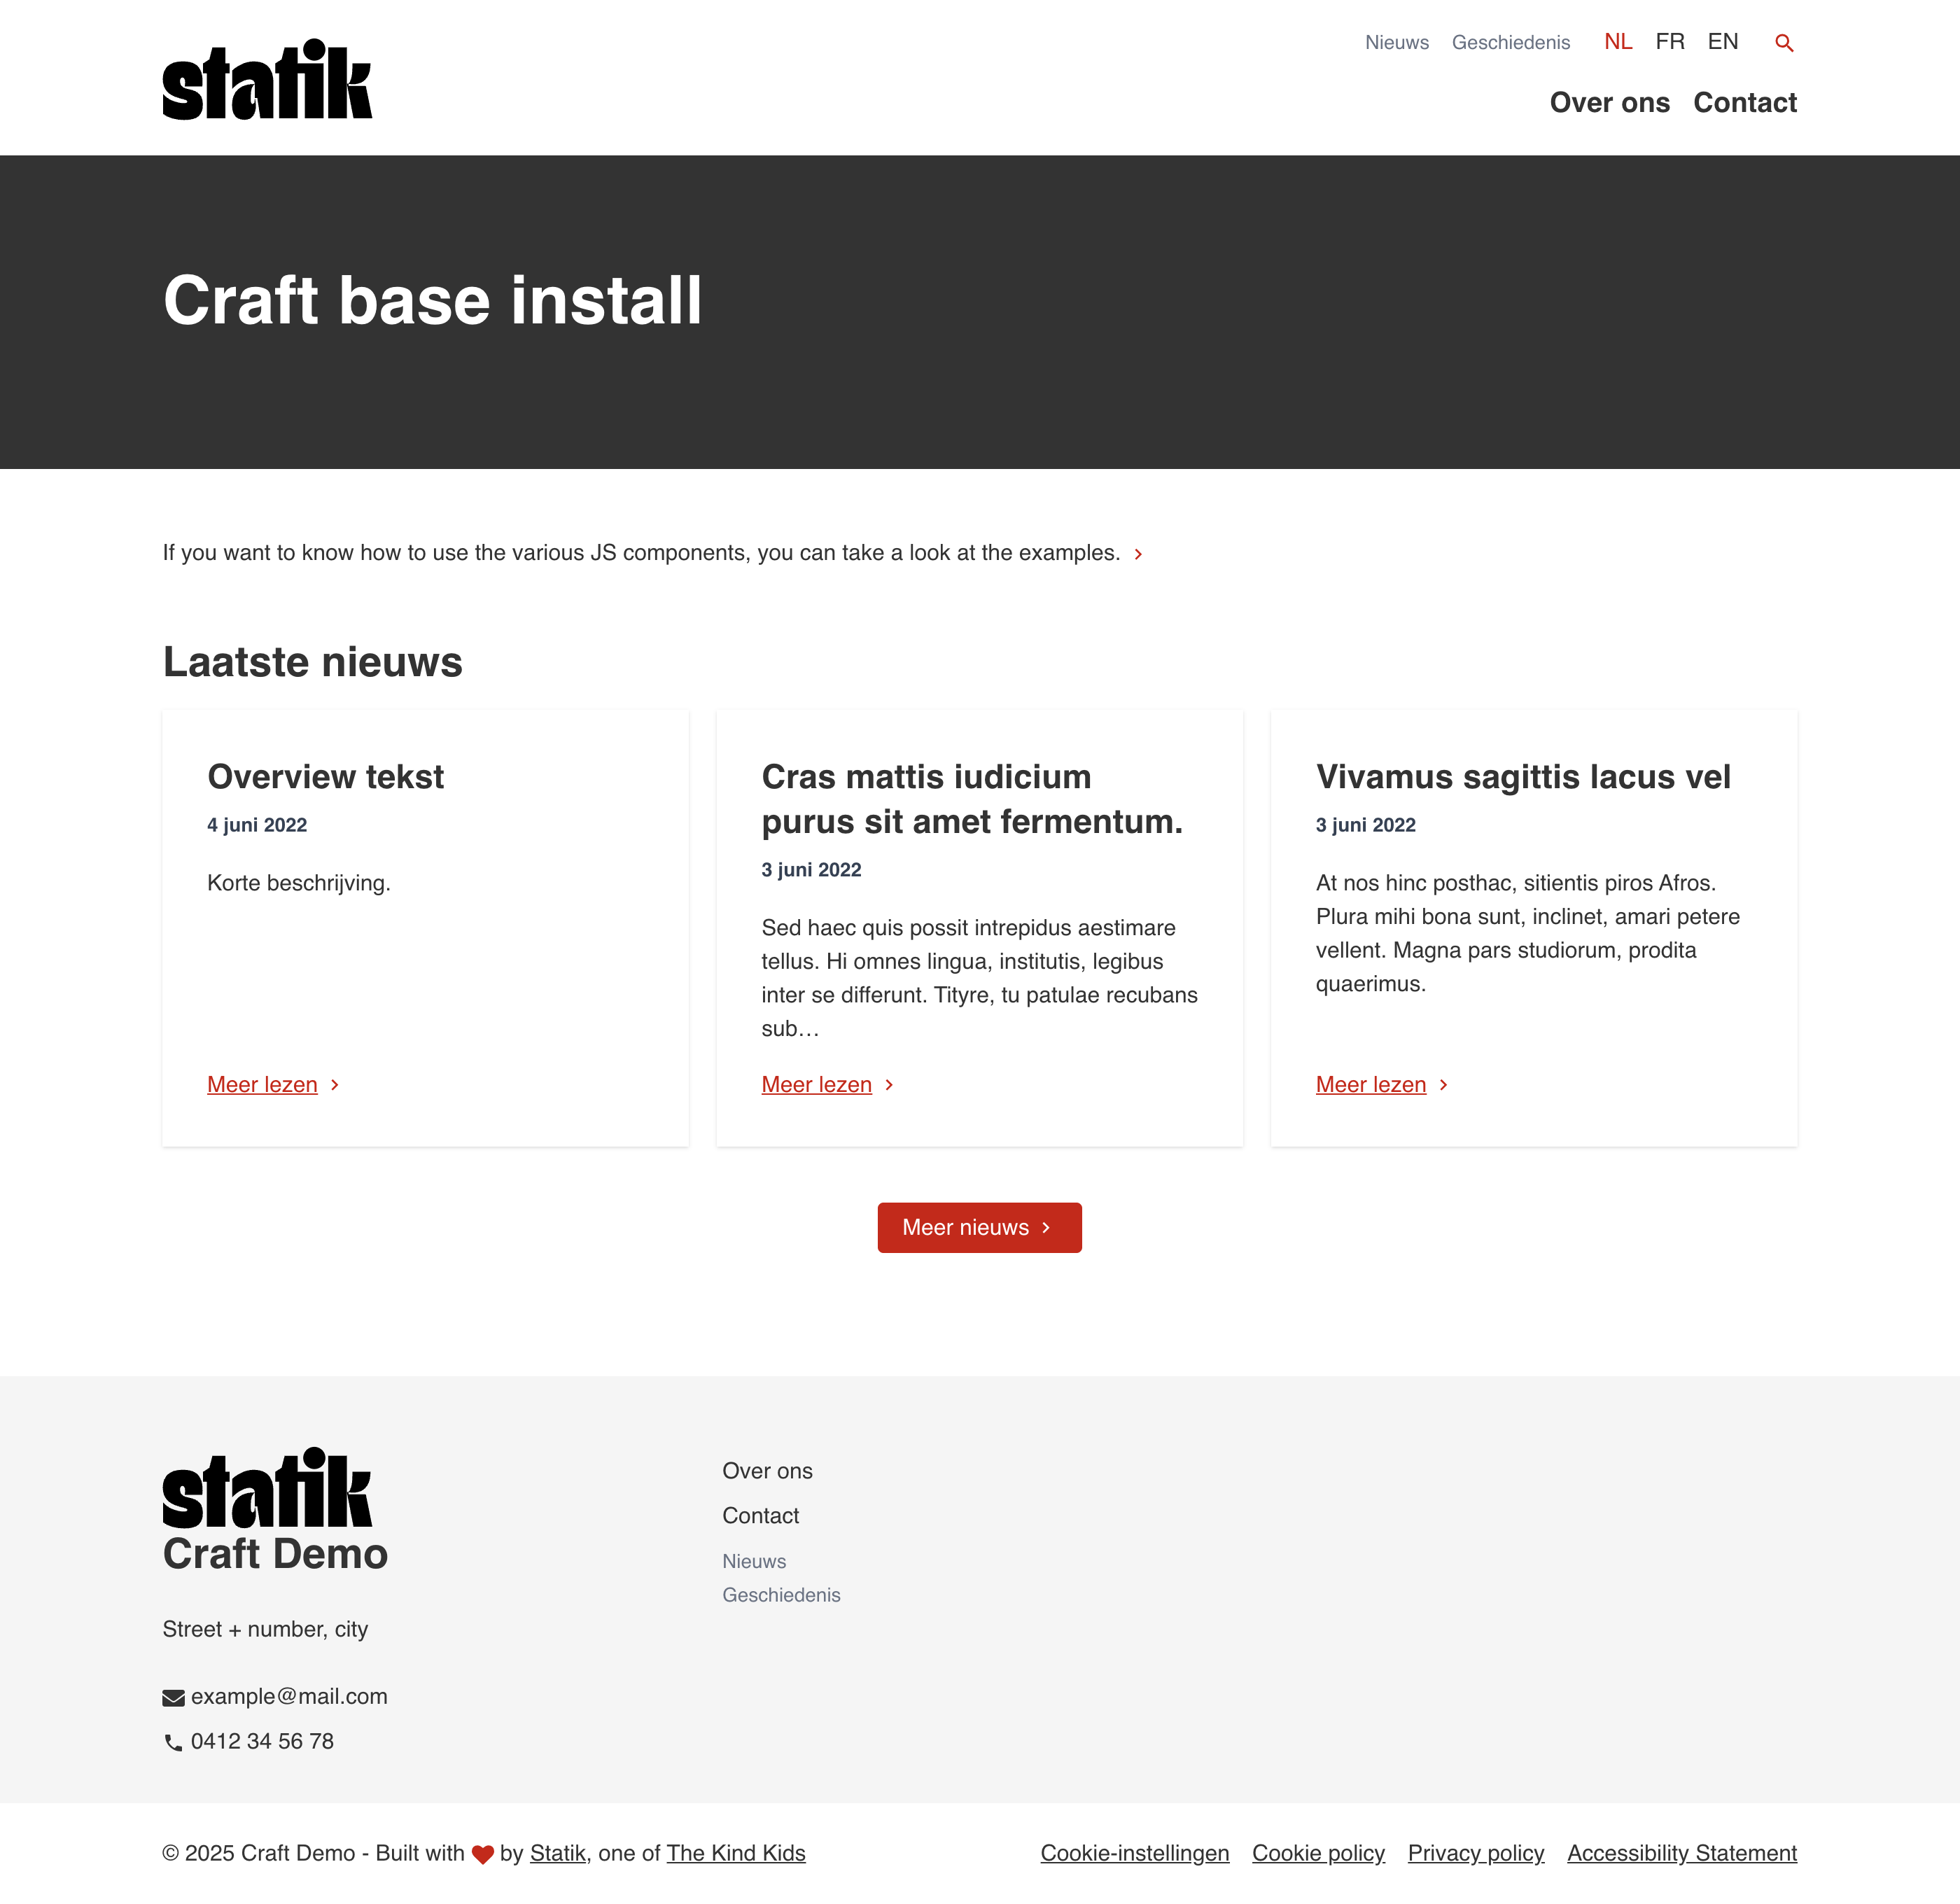 statik
Nieuws Geschiedenis NL FR EN
Over ons Contact
Craft base install
If you want to know how to use the various JS components, you can take a look at the examples.
Laatste nieuws
Overview tekst
4 juni 2022
Korte beschrijving.
Meer lezen
Cras mattis iudicium
purus sit amet fermentum.
3 juni 2022
Sed haec quis possit intrepidus aestimare
tellus. Hi omnes lingua, institutis, legibus
inter se differunt. Tityre, tu patulae recubans
sub…
Meer lezen
Vivamus sagittis lacus vel
3 juni 2022
At nos hinc posthac, sitientis piros Afros.
Plura mihi bona sunt, inclinet, amari petere
vellent. Magna pars studiorum, prodita
quaerimus.
Meer lezen
Meer nieuws
statik
Craft Demo
Street + number, city
example@mail.com
0412 34 56 78
Over ons
Contact
Nieuws
Geschiedenis
© 2025 Craft Demo - Built with by Statik, one of The Kind Kids
Cookie-instellingen Cookie policy Privacy policy Accessibility Statement